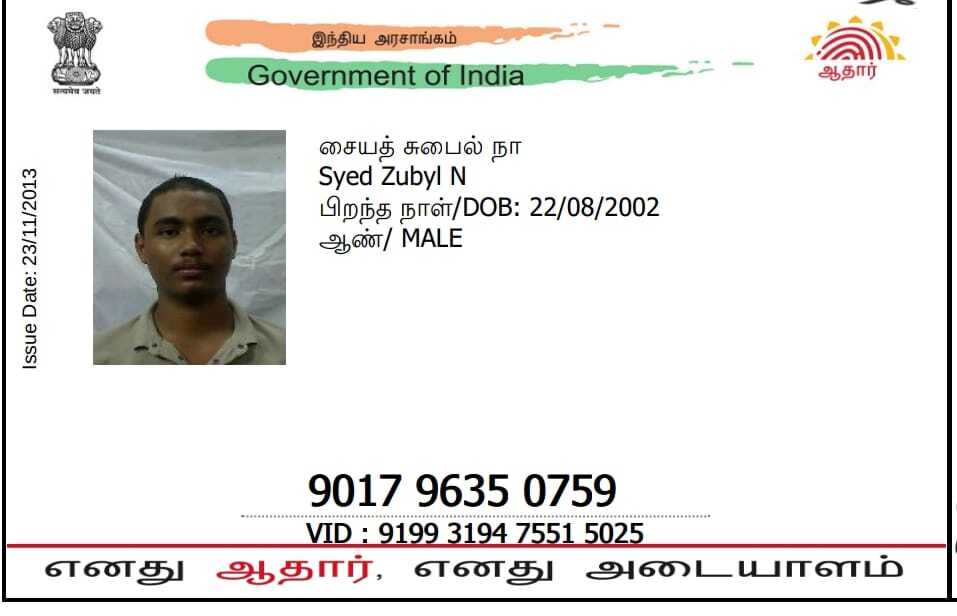 இந்திய அரசாங்கம்
Government of India
सत्यमेव जयते
ஆதார்
Issue Date: 23/11/2013
சையத் சுபைல் நா
Syed Zubyl N
பிறந்த நாள்/DOB: 22/08/2002
ஆண்/ MALE
9017 9635 0759
VID : 9199 3194 7551 5025
எனது ஆதார், எனது அடையாளம்